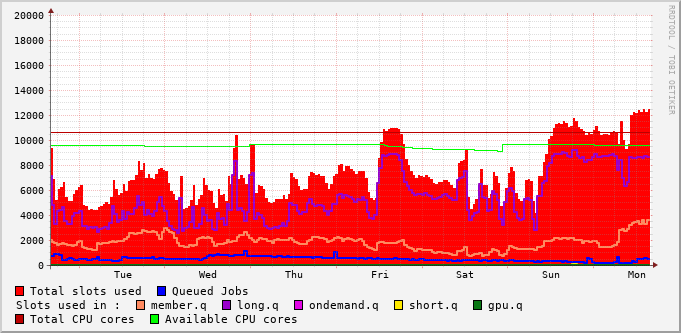 RRDTOOL / TOBI OETIKER
20000
18000
16000
14000
12000
10000
8000
6000
4000
2000
0
Tue Wed Thu Fri Sat Sun Mon
Total slots used Queued Jobs
Slots used in : member.q long.q ondemand.q short.q gpu.q
Total CPU cores Available CPU cores